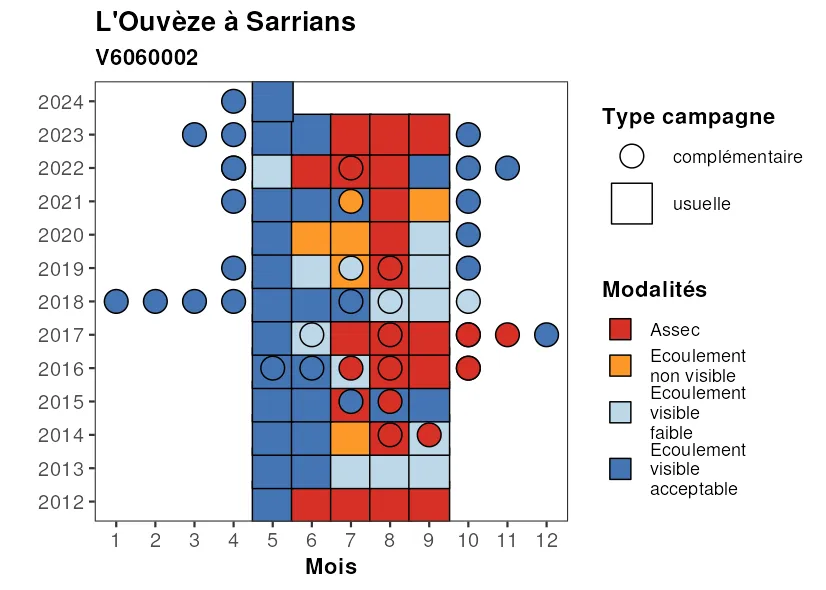 L'Ouvèze à Sarrians
V6060002
2024
2023
2022
2021
2020
2019
2018
2017
2016
2015
2014
2013
2012
1 2 3 4 5 6 7 8 9 10 11 12
Mois
Type campagne
complémentaire
usuelle
Modalités
Assec
Ecoulement
non visible
Ecoulement
visible
faible
Ecoulement
visible
acceptable